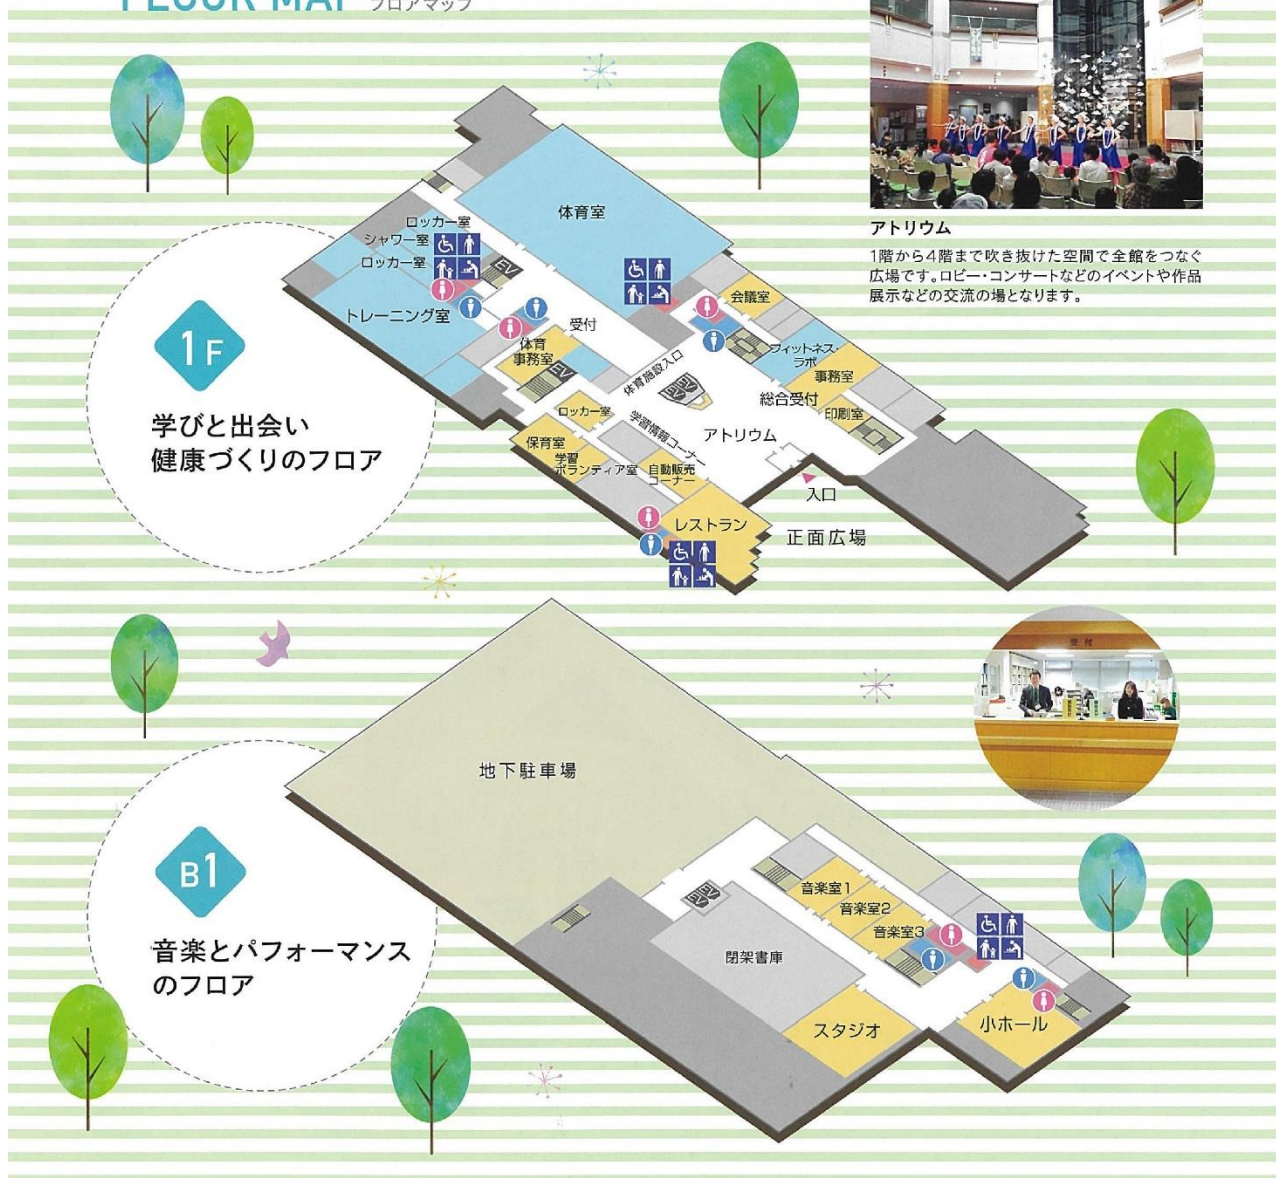 FLOOR MAP フロアマップ
アトリウム
1階から4階まで吹き抜けた空間で全館をつなぐ
広場です。ロビー・コンサートなどのイベントや作品
展示などの交流の場となります。
1F
学びと出会い
健康づくりのフロア
体育室
ロッカー室
シャワー室
ロッカー室
EV
トレーニング室
受付
体育
事務室
EV
会議室
フィットネス・
ラボ
事務室
体育施設入口
EV
EV
総合受付
印刷室
ロッカー室
学習情報コーナー
アトリウム
保育室
学習
ボランティア室
自動販売
コーナー
入口
レストラン
正面広場
受付
B1
音楽とパフォーマンス
のフロア
地下駐車場
EV
EV
音楽室1
音楽室2
音楽室3
閉架書庫
スタジオ
小ホール